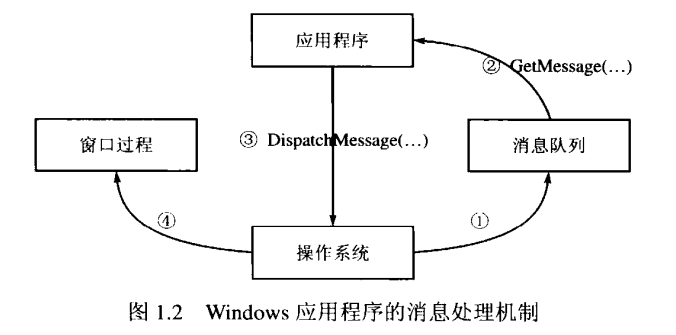 应用程序
② GetMessage(…)
③ DispatchMessage(…)
窗口过程
消息队列
④
①
操作系统
图 1.2 Windows 应用程序的消息处理机制